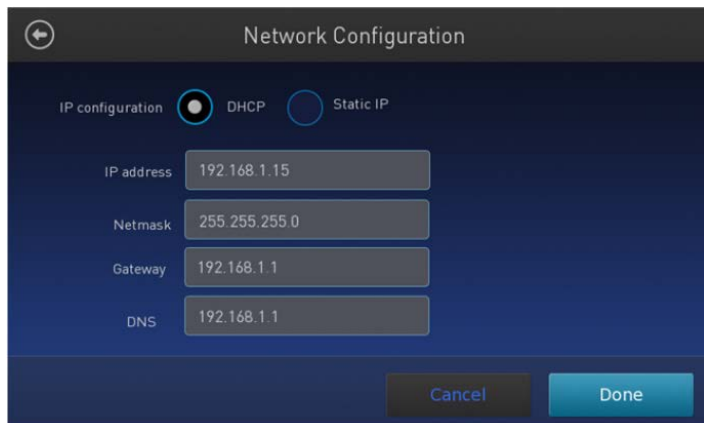 Network Configuration
IP configuration DHCP Static IP
IP address 192.168.1.15
Netmask 255.255.255.0
Gateway 192.168.1.1
DNS 192.168.1.1
Cancel Done